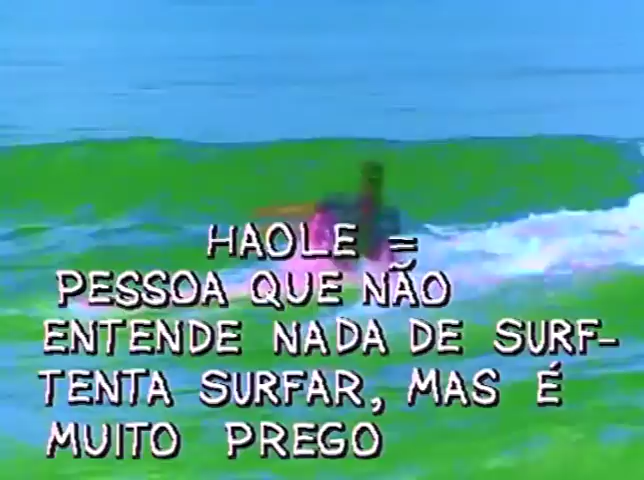 HAOLE =
PESSOA QUE NÃO
ENTENDE NADA DE SURF-
TENTA SURFAR, MAS É
MUITO PREGO